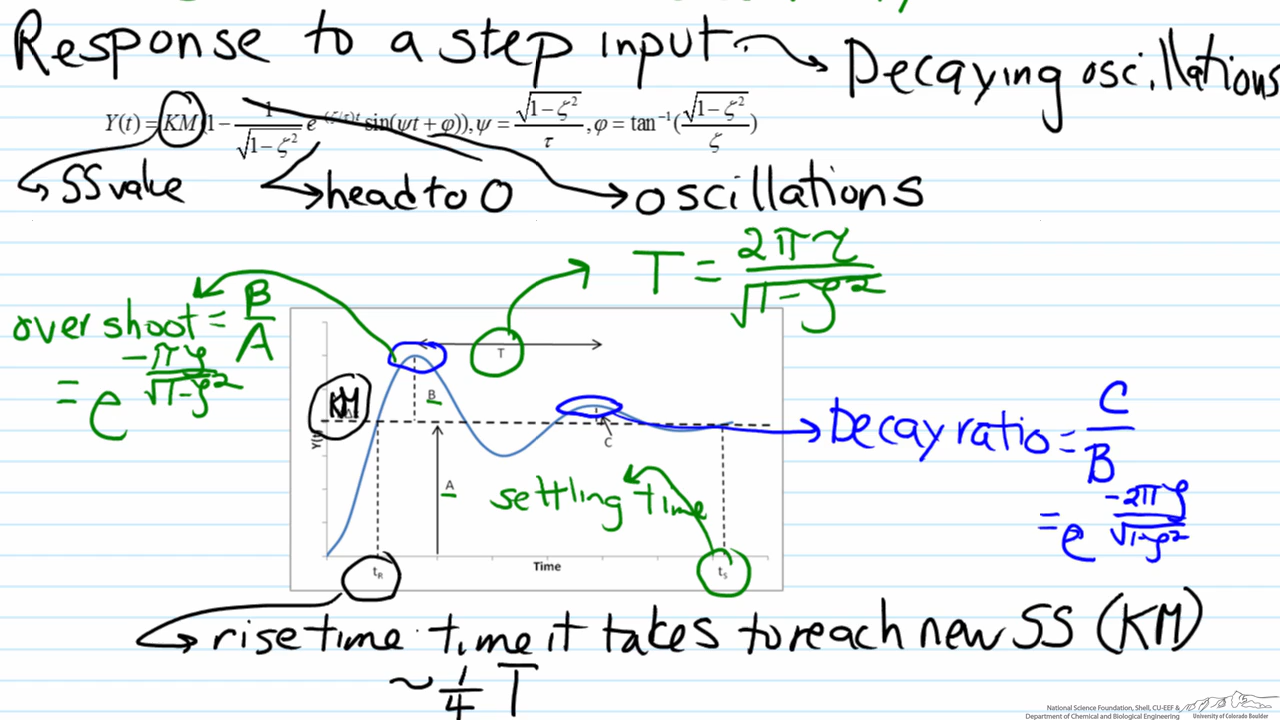 Response to a step input
Decaying oscillations
Y(t) = KM(1 − 1/√(1−ζ²) e^(−(ζ/τ)t) sin(ψt + φ)), ψ = √(1−ζ²)/τ, φ = tan⁻¹(√(1−ζ²)/ζ)
SS value
head to 0
oscillations
T = 2πτ/√(1−ζ²)
overshoot = B/A
= e^(−πζ/√(1−ζ²))
T
KM
B
C
Decay ratio = C/B
= e^(−2πζ/√(1−ζ²))
A
settling time
Time
tR
tS
rise time: time it takes to reach new SS (KM)
~ 1/4 T
National Science Foundation, Shell, CU-EEF &
Department of Chemical and Biological Engineering
University of Colorado Boulder